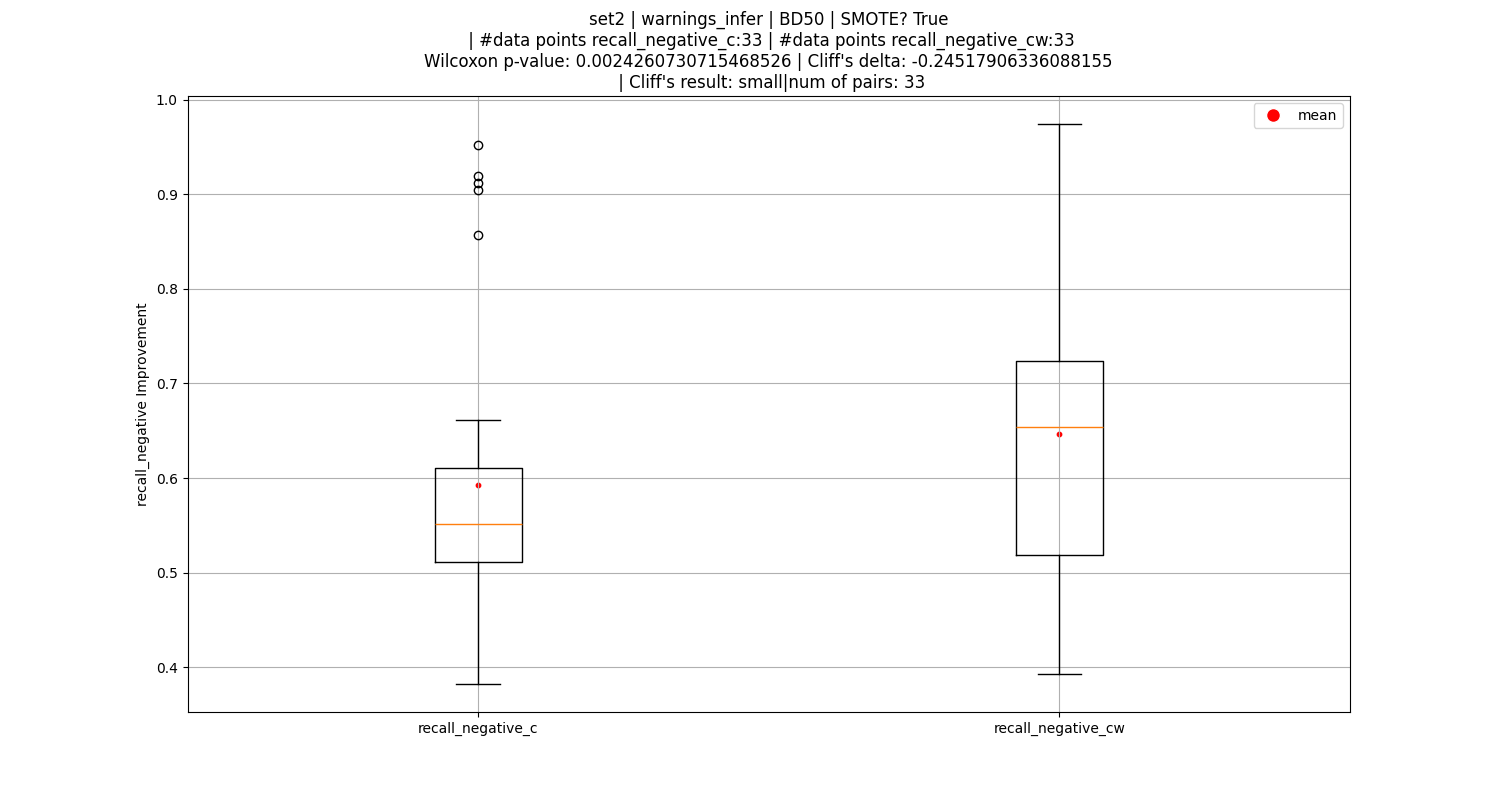 set2 | warnings_infer | BD50 | SMOTE? True
| #data points recall_negative_c:33 | #data points recall_negative_cw:33
Wilcoxon p-value: 0.0024260730715468526 | Cliff's delta: -0.24517906336088155
| Cliff's result: small|num of pairs: 33
1.0
mean
0.9
0.8
0.7
0.6
0.5
0.4
recall_negative Improvement
recall_negative_c
recall_negative_cw